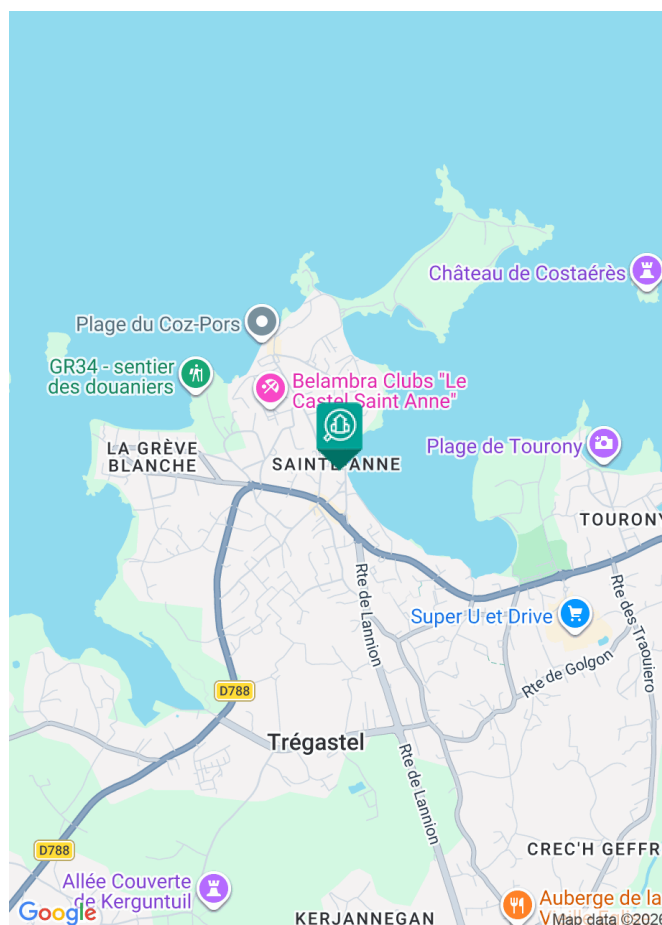 Château de Costaérès
Plage du Coz-Pors
GR34 - sentier
des douaniers
Belambra Clubs "Le
Castel Saint Anne"
LA GRÈVE
BLANCHE
SAINTE-ANNE
Plage de Tourony
TOURONY
Rte de Lannion
Super U et Drive
Rte des Traouiero
Rte de Golgon
D788
Trégastel
Rte de Lannion
D788
CREC'H GEFFR
Allée Couverte
de Kerguntuil
Auberge de la
Google
KERJANNEGAN
Map data ©2026